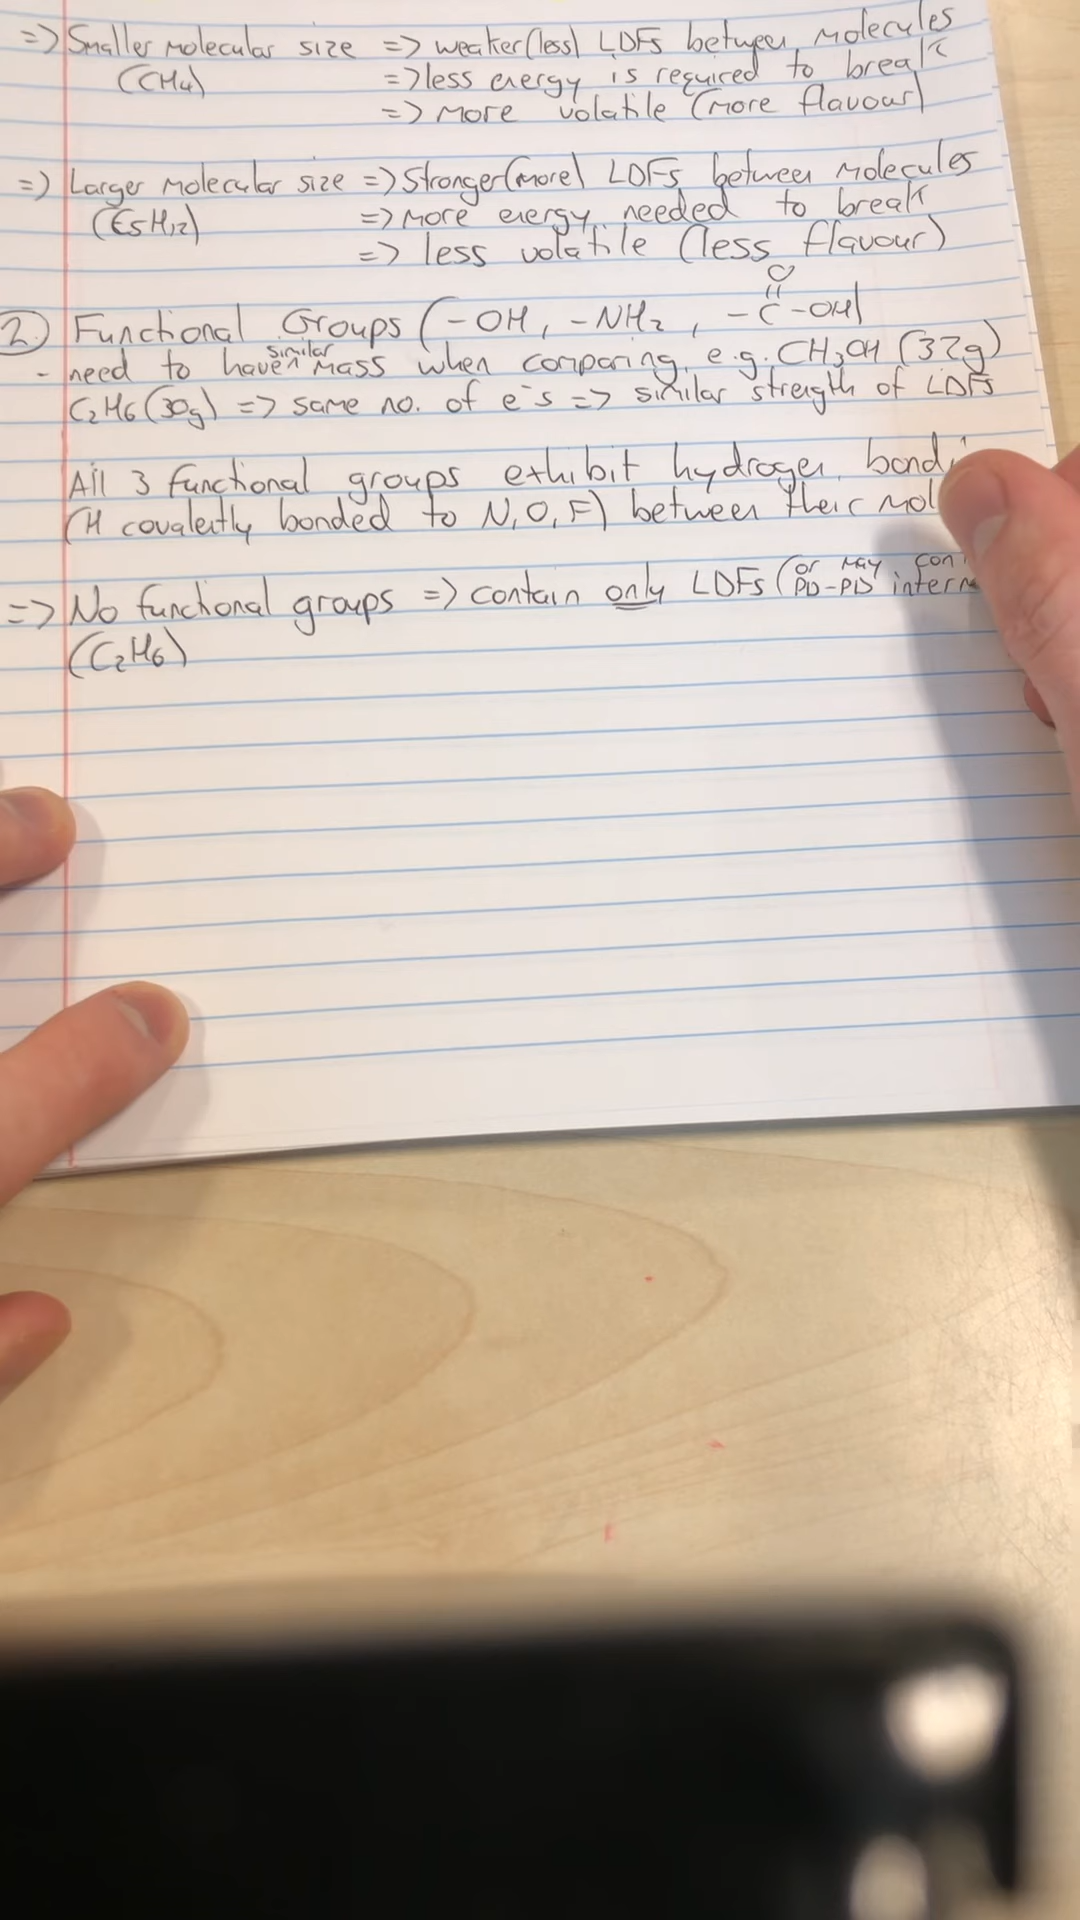 => Smaller molecular size => weaker (less) LDFs between molecules
(CH4) => less energy is required to break
=> more volatile (more flavour)
=> Larger molecular size => Stronger (more) LDFs between molecules
(C5H12) => more energy needed to break
=> less volatile (less flavour)
O
||
2. Functional Groups (-OH, -NH2, -C-OH)
similar
- need to have ^ mass when comparing, e.g. CH3OH (32g)
C2H6 (30g) => same no. of e-s => similar strength of LDFs
All 3 functional groups exhibit hydrogen bondi
(H covalently bonded to N,O,F) between their mol
or may con
=> No functional groups => contain only LDFs (PD-PD interm
(C2H6)